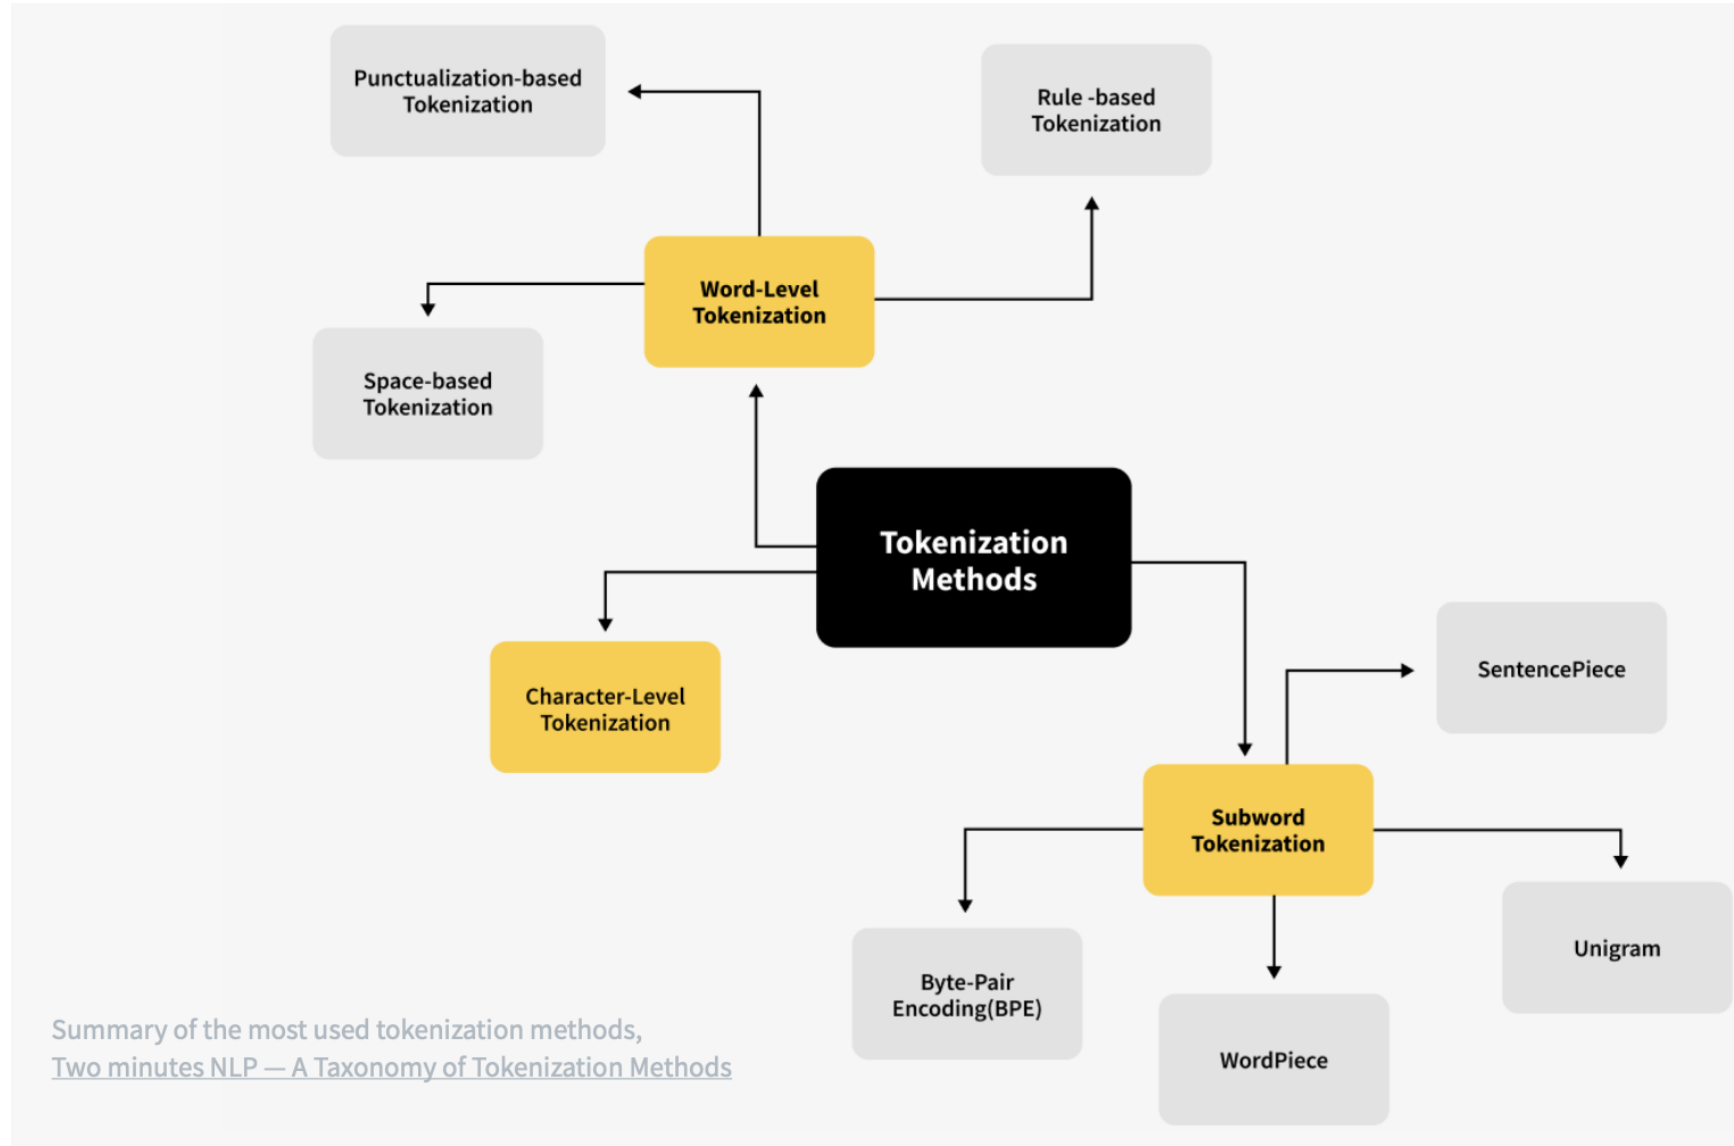 Punctualization-based
Tokenization
Rule -based
Tokenization
Word-Level
Tokenization
Space-based
Tokenization
Tokenization
Methods
Character-Level
Tokenization
SentencePiece
Subword
Tokenization
Unigram
Byte-Pair
Encoding(BPE)
WordPiece
Summary of the most used tokenization methods,
Two minutes NLP — A Taxonomy of Tokenization Methods